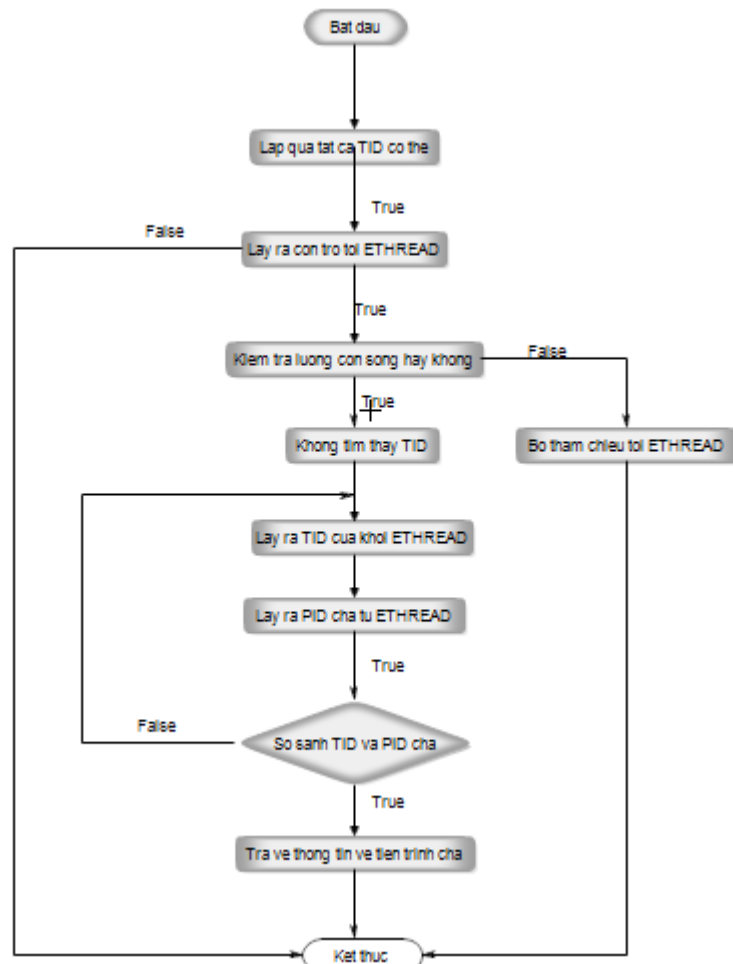 Bat dau
Lap qua tat ca TID co the
True
False
Lay ra con tro toi ETHREAD
True
Kiem tra luong con song hay khong
False
True
Khong tim thay TID
Bo tham chieu toi ETHREAD
Lay ra TID cua khoi ETHREAD
Lay ra PID cha tu ETHREAD
True
False
So sanh TID va PID cha
True
Tra ve thong tin ve tien trinh cha
Ket thuc